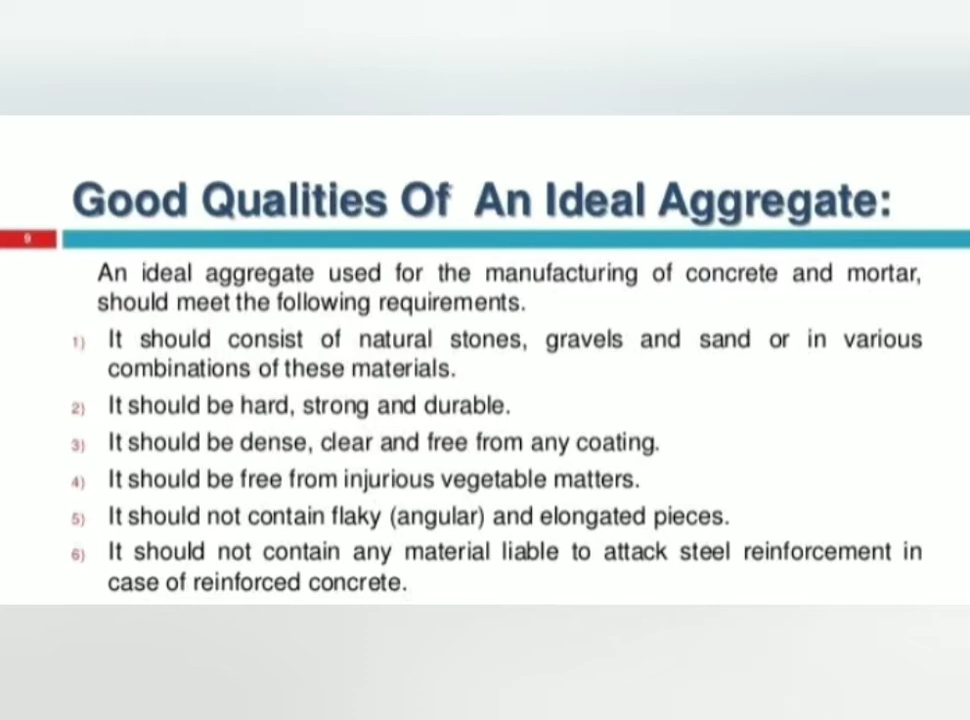 Good Qualities Of An Ideal Aggregate:
9
An ideal aggregate used for the manufacturing of concrete and mortar,
should meet the following requirements.
1) It should consist of natural stones, gravels and sand or in various
combinations of these materials.
2) It should be hard, strong and durable.
3) It should be dense, clear and free from any coating.
4) It should be free from injurious vegetable matters.
5) It should not contain flaky (angular) and elongated pieces.
6) It should not contain any material liable to attack steel reinforcement in
case of reinforced concrete.